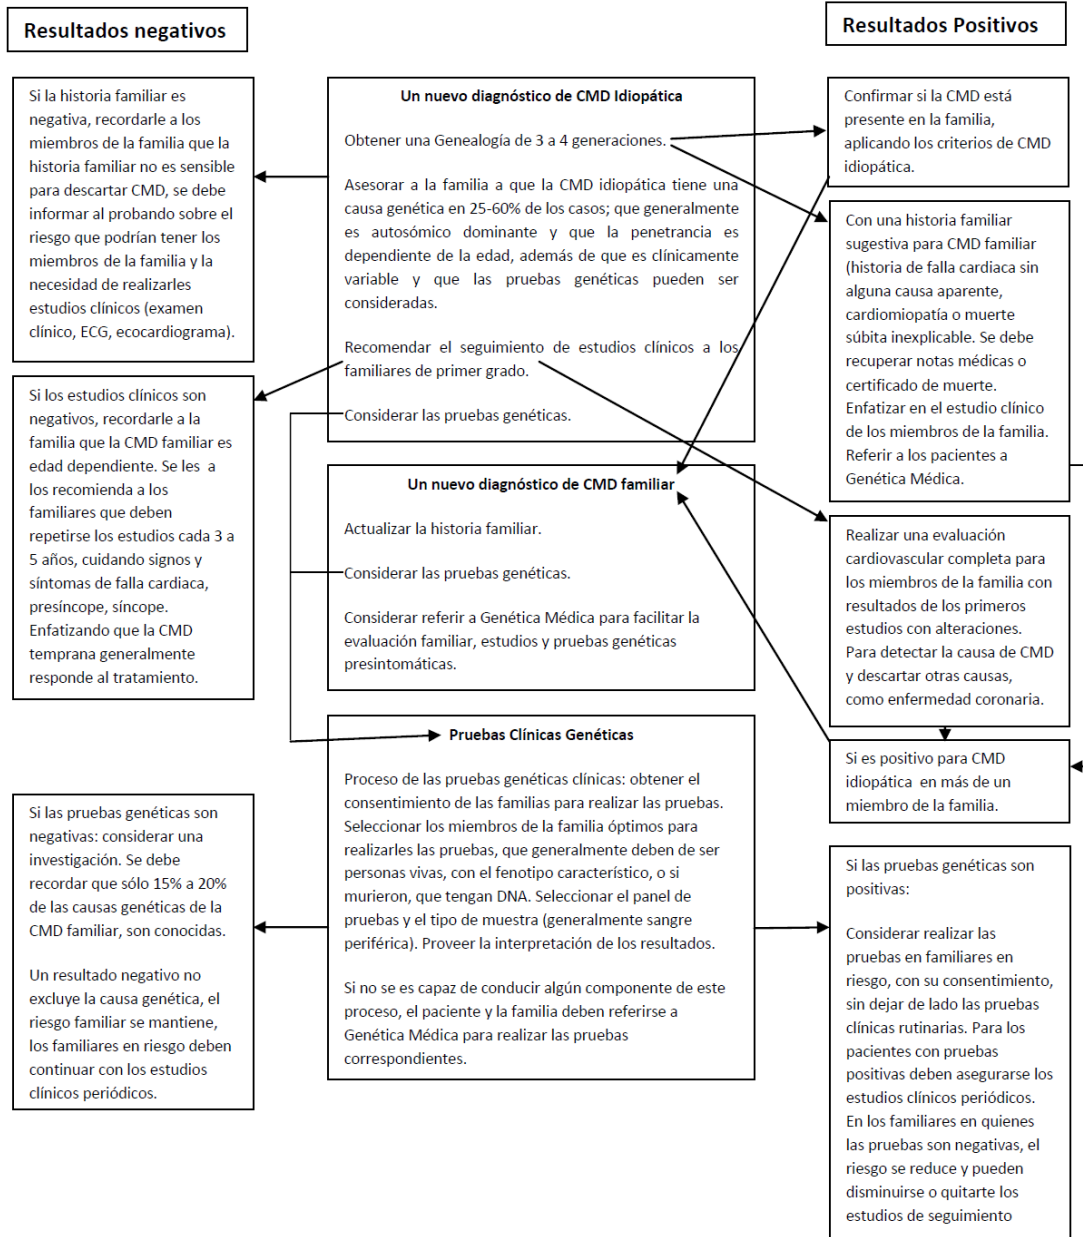 Resultados negativos
Resultados Positivos
Si la historia familiar es
negativa, recordarle a los
miembros de la familia que la
historia familiar no es sensible
para descartar CMD, se debe
informar al probando sobre el
riesgo que podrían tener los
miembros de la familia y la
necesidad de realizarles
estudios clínicos (examen
clínico, ECG, ecocardiograma).
Si los estudios clínicos son
negativos, recordarle a la
familia que la CMD familiar es
edad dependiente. Se les a
los recomienda a los
familiares que deben
repetirse los estudios cada 3 a
5 años, cuidando signos y
síntomas de falla cardiaca,
presíncope, síncope.
Enfatizando que la CMD
temprana generalmente
responde al tratamiento.
Si las pruebas genéticas son
negativas: considerar una
investigación. Se debe
recordar que sólo 15% a 20%
de las causas genéticas de la
CMD familiar, son conocidas.
Un resultado negativo no
excluye la causa genética, el
riesgo familiar se mantiene,
los familiares en riesgo deben
continuar con los estudios
clínicos periódicos.
Un nuevo diagnóstico de CMD Idiopática
Obtener una Genealogía de 3 a 4 generaciones.
Asesorar a la familia a que la CMD idiopática tiene una
causa genética en 25-60% de los casos; que generalmente
es autosómico dominante y que la penetrancia es
dependiente de la edad, además de que es clínicamente
variable y que las pruebas genéticas pueden ser
consideradas.
Recomendar el seguimiento de estudios clínicos a los
familiares de primer grado.
Considerar las pruebas genéticas.
Un nuevo diagnóstico de CMD familiar
Actualizar la historia familiar.
Considerar las pruebas genéticas.
Considerar referir a Genética Médica para facilitar la
evaluación familiar, estudios y pruebas genéticas
presintomáticas.
Pruebas Clínicas Genéticas
Proceso de las pruebas genéticas clínicas: obtener el
consentimiento de las familias para realizar las pruebas.
Seleccionar los miembros de la familia óptimos para
realizarles las pruebas, que generalmente deben de ser
personas vivas, con el fenotipo característico, o si
murieron, que tengan DNA. Seleccionar el panel de
pruebas y el tipo de muestra (generalmente sangre
periférica). Proveer la interpretación de los resultados.
Si no se es capaz de conducir algún componente de este
proceso, el paciente y la familia deben referirse a
Genética Médica para realizar las pruebas
correspondientes.
Confirmar si la CMD está
presente en la familia,
aplicando los criterios de CMD
idiopática.
Con una historia familiar
sugestiva para CMD familiar
(historia de falla cardiaca sin
alguna causa aparente,
cardiomiopatía o muerte
súbita inexplicable. Se debe
recuperar notas médicas o
certificado de muerte.
Enfatizar en el estudio clínico
de los miembros de la familia.
Referir a los pacientes a
Genética Médica.
Realizar una evaluación
cardiovascular completa para
los miembros de la familia con
resultados de los primeros
estudios con alteraciones.
Para detectar la causa de CMD
y descartar otras causas,
como enfermedad coronaria.
Si es positivo para CMD
idiopática en más de un
miembro de la familia.
Si las pruebas genéticas son
positivas:
Considerar realizar las
pruebas en familiares en
riesgo, con su consentimiento,
sin dejar de lado las pruebas
clínicas rutinarias. Para los
pacientes con pruebas
positivas deben asegurarse los
estudios clínicos periódicos.
En los familiares en quienes
las pruebas son negativas, el
riesgo se reduce y pueden
disminuirse o quitarte los
estudios de seguimiento